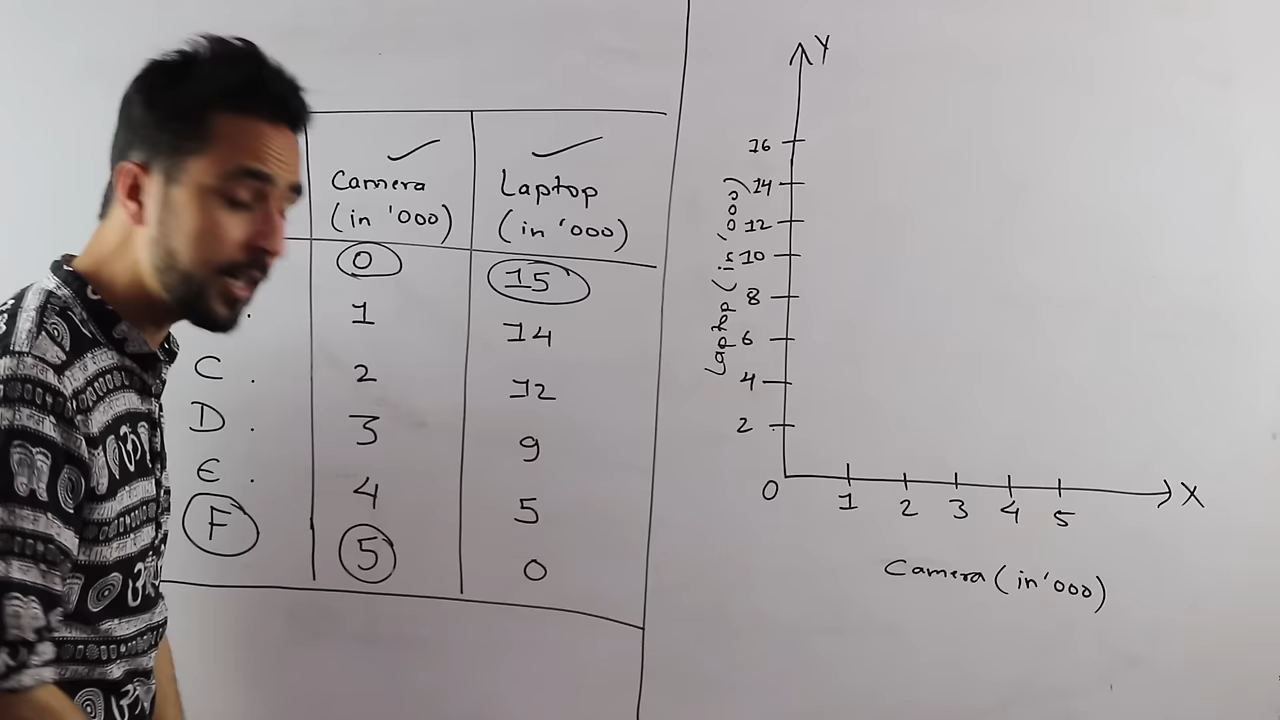 Camera Laptop
(in '000) (in '000)
0 15
. 1 14
C . 2 12
D . 3 9
E . 4 5
F 5 0
Y
16
14
12
10
8
6
4
2
0
Laptop (in '000)
1 2 3 4 5
X
Camera (in '000)